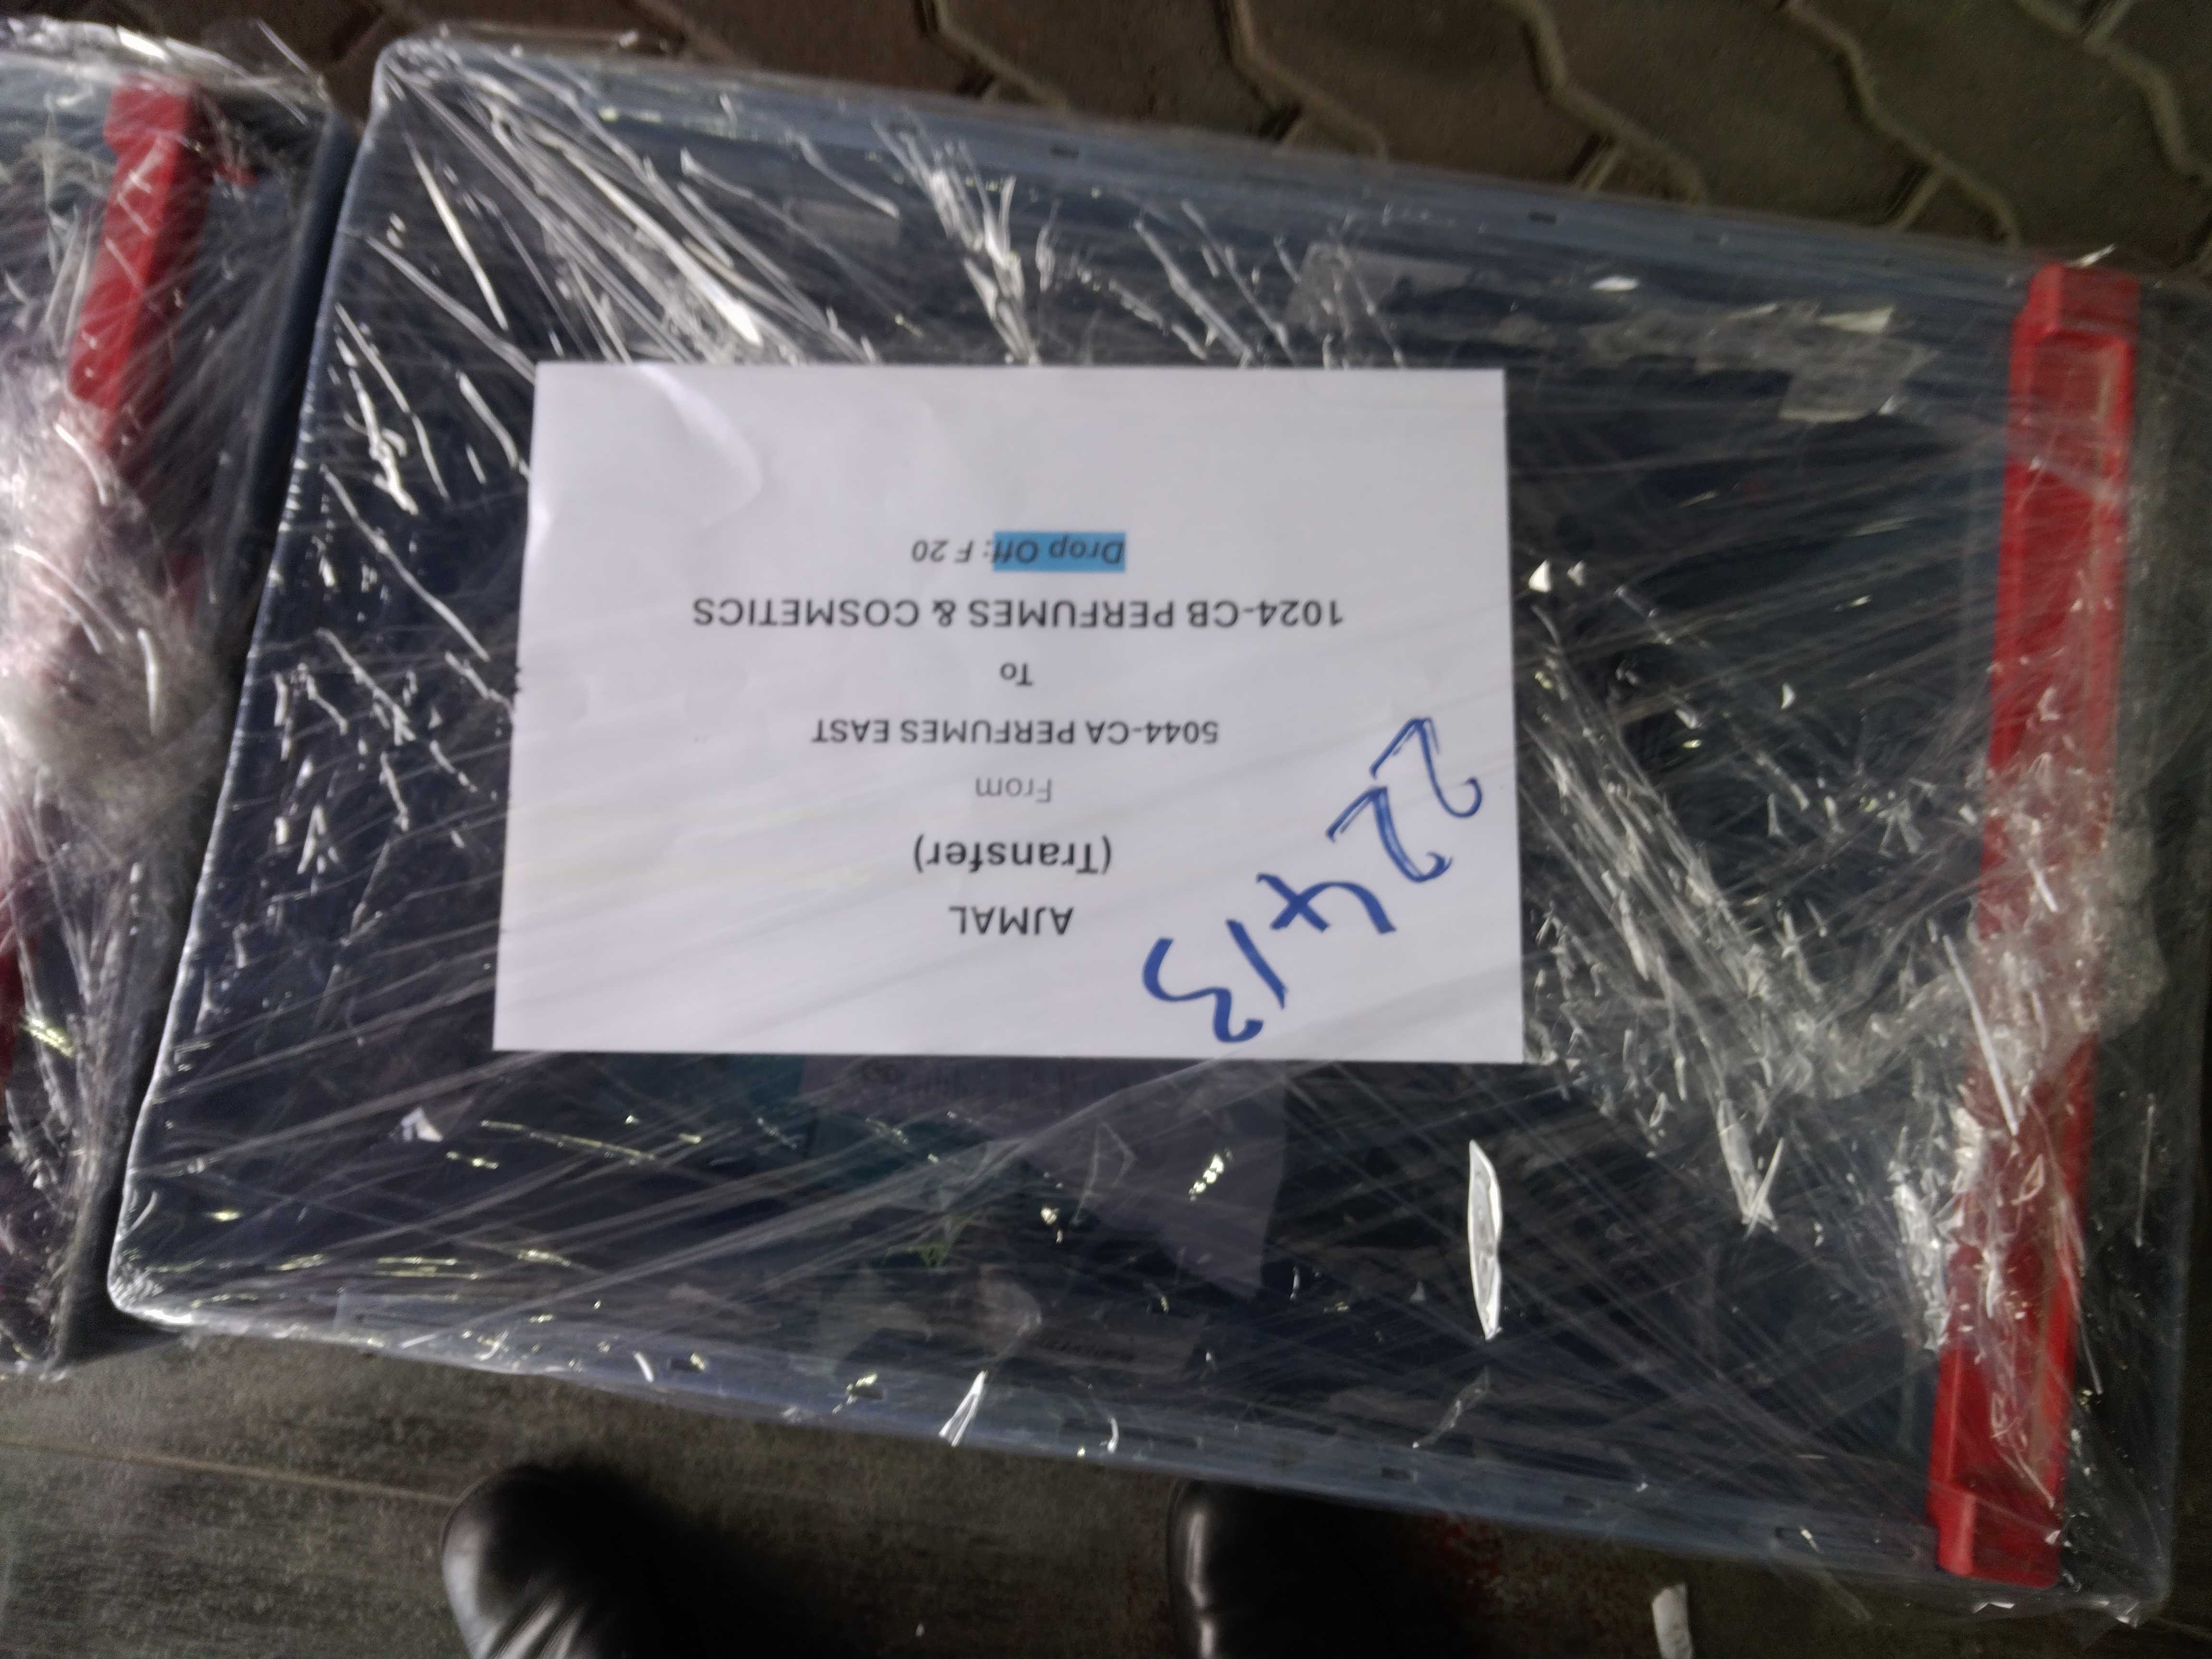 22413
AJMAL
(Transfer)
From
5044-CA PERFUMES EAST
To
1024-CB PERFUMES & COSMETICS
Drop Off: F 20